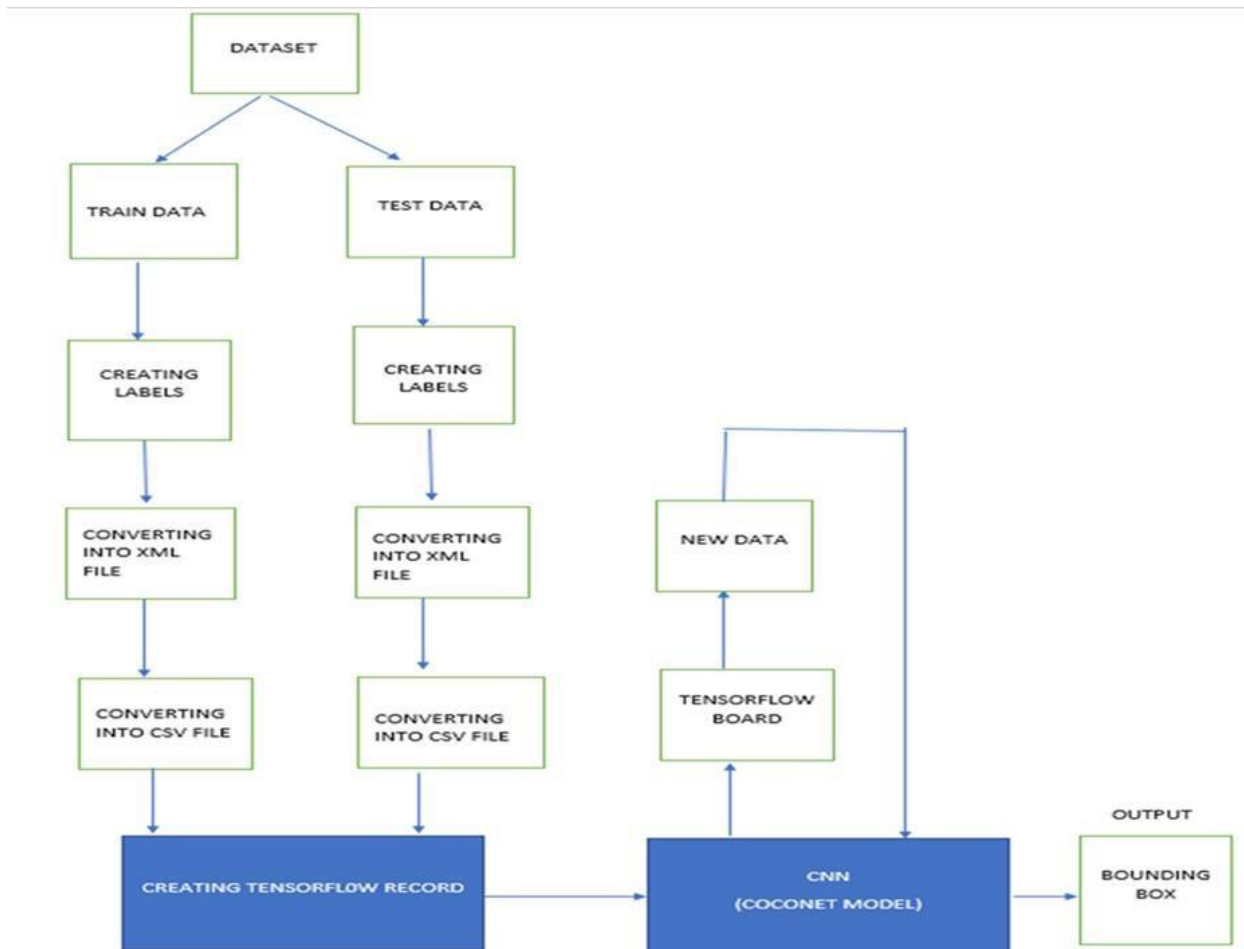 DATASET
TRAIN DATA
TEST DATA
CREATING
LABELS
CREATING
LABELS
CONVERTING
INTO XML
FILE
CONVERTING
INTO XML
FILE
NEW DATA
CONVERTING
INTO CSV FILE
CONVERTING
INTO CSV FILE
TENSORFLOW
BOARD
CREATING TENSORFLOW RECORD
CNN
(COCONET MODEL)
OUTPUT
BOUNDING
BOX